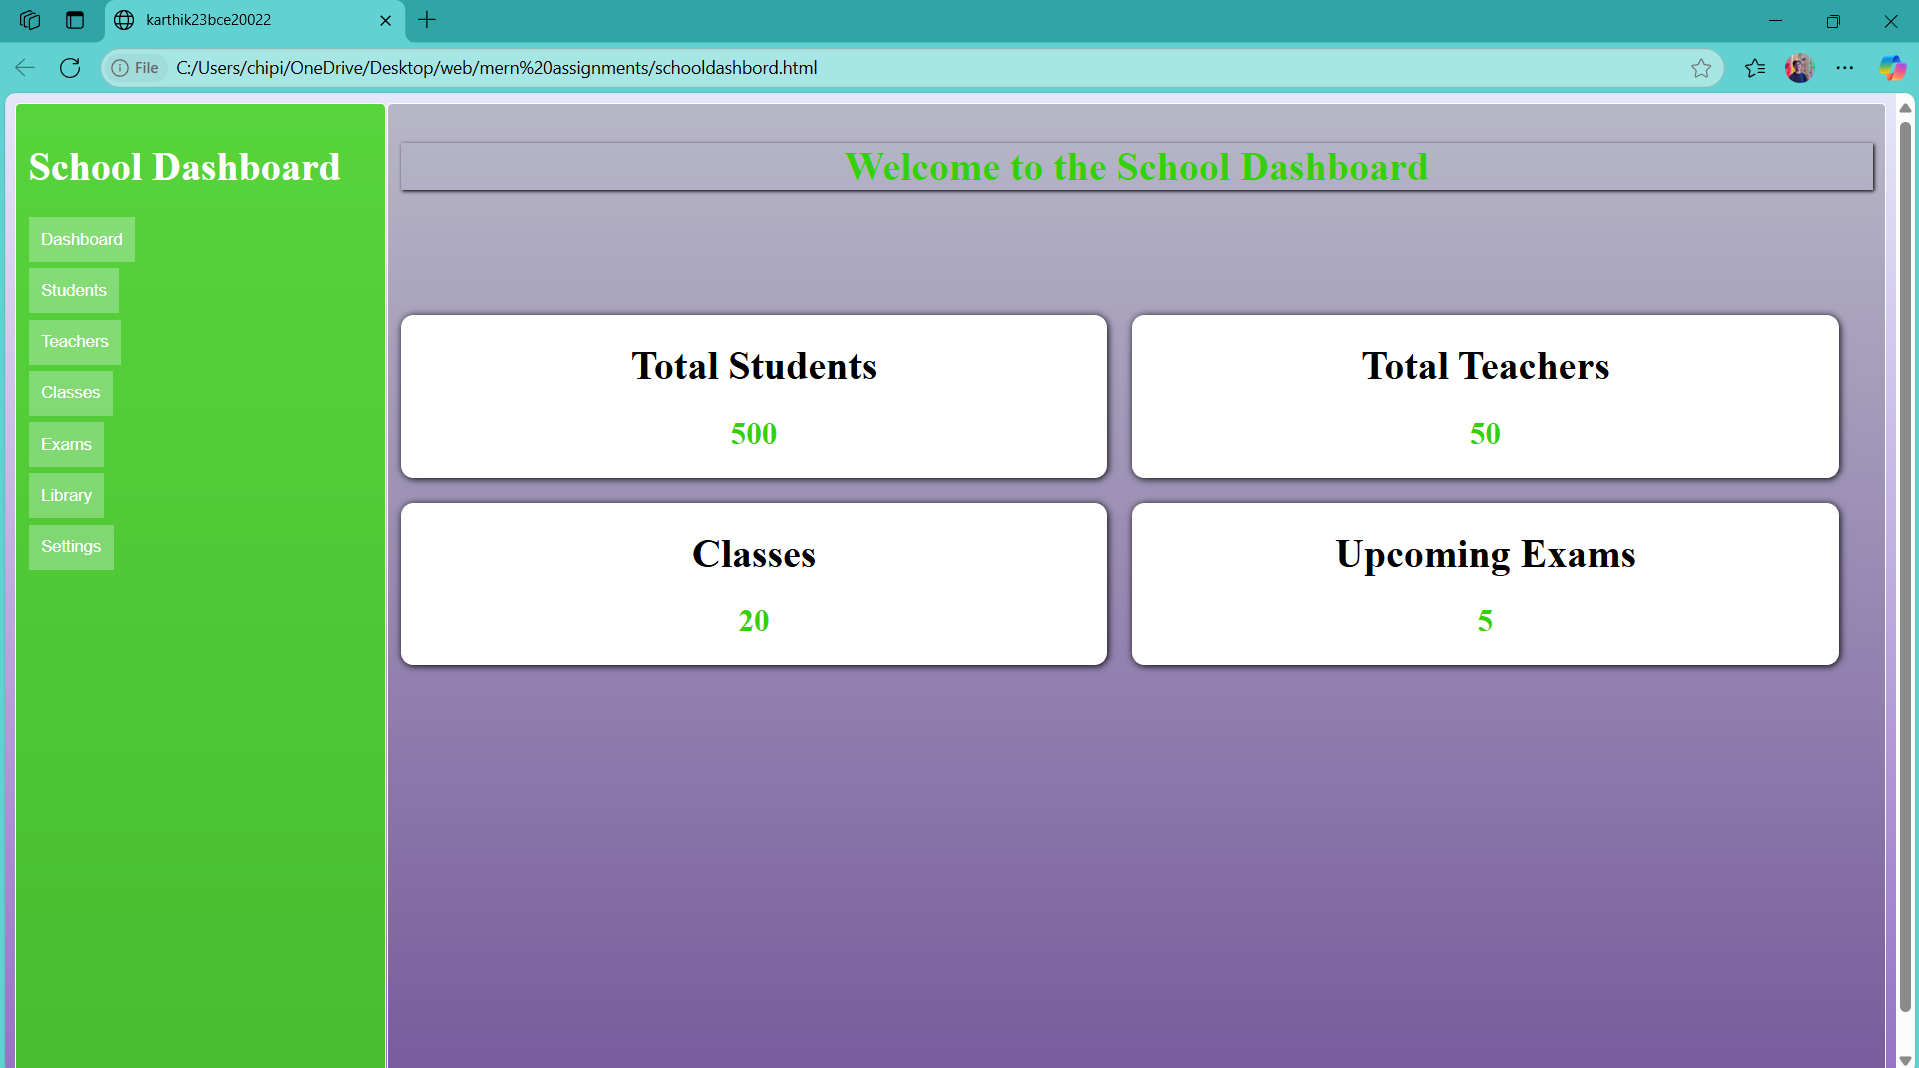 karthik23bce20022
File C:/Users/chipi/OneDrive/Desktop/web/mern%20assignments/schooldashbord.html
School Dashboard
Dashboard
Students
Teachers
Classes
Exams
Library
Settings
Welcome to the School Dashboard
Total Students
500
Total Teachers
50
Classes
20
Upcoming Exams
5